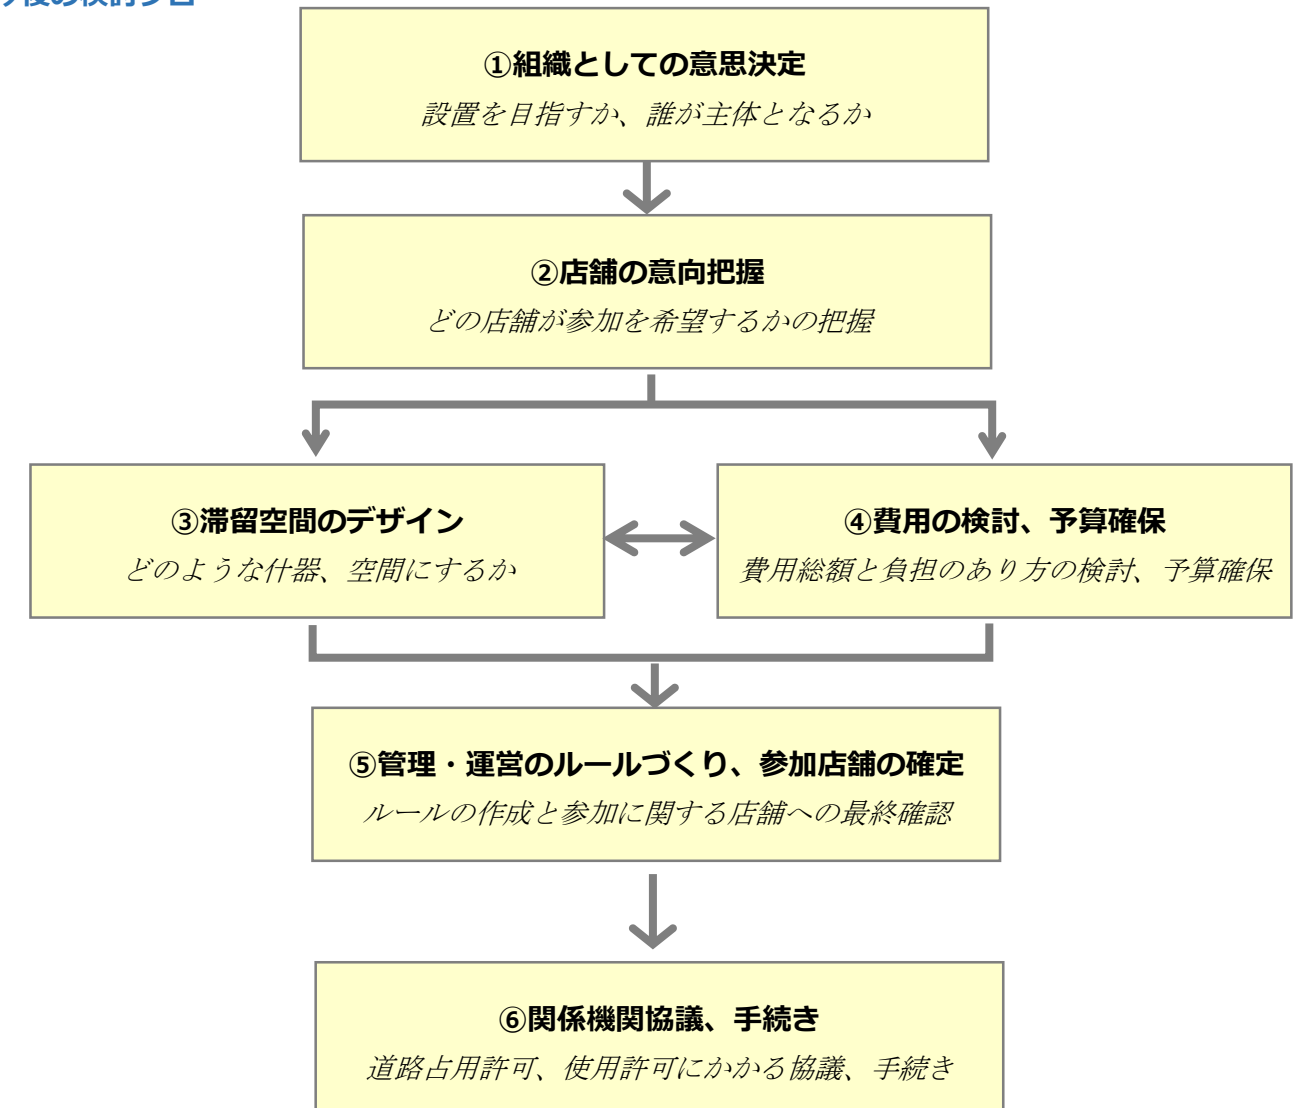 今後の検討フロー
①組織としての意思決定
設置を目指すか、誰が主体となるか
②店舗の意向把握
どの店舗が参加を希望するかの把握
③滞留空間のデザイン
どのような什器、空間にするか
④費用の検討、予算確保
費用総額と負担のあり方の検討、予算確保
⑤管理・運営のルールづくり、参加店舗の確定
ルールの作成と参加に関する店舗への最終確認
⑥関係機関協議、手続き
道路占用許可、使用許可にかかる協議、手続き